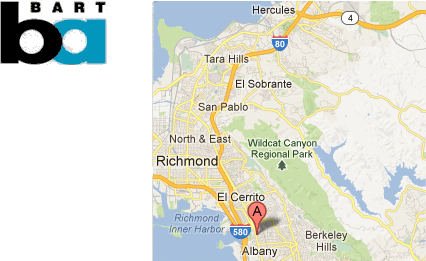 BART
ba
Hercules
4
80
Tara Hills
El Sobrante
San Pablo
Wildcat Canyon
Regional Park
North & East
Richmond
El Cerrito
A
Richmond
Inner Harbor
580
Berkeley
Hills
Albany